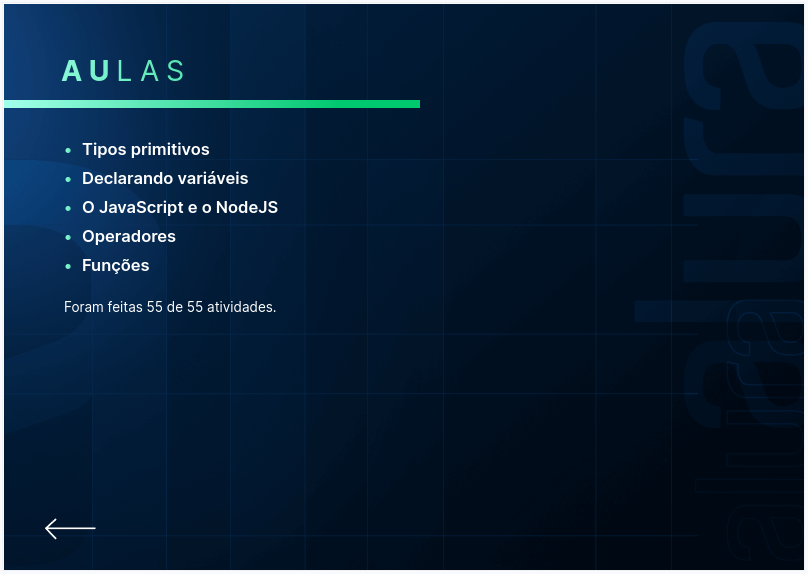 AULAS
Tipos primitivos
Declarando variáveis
O JavaScript e o NodeJS
Operadores
Funções
Foram feitas 55 de 55 atividades.
alura
alura